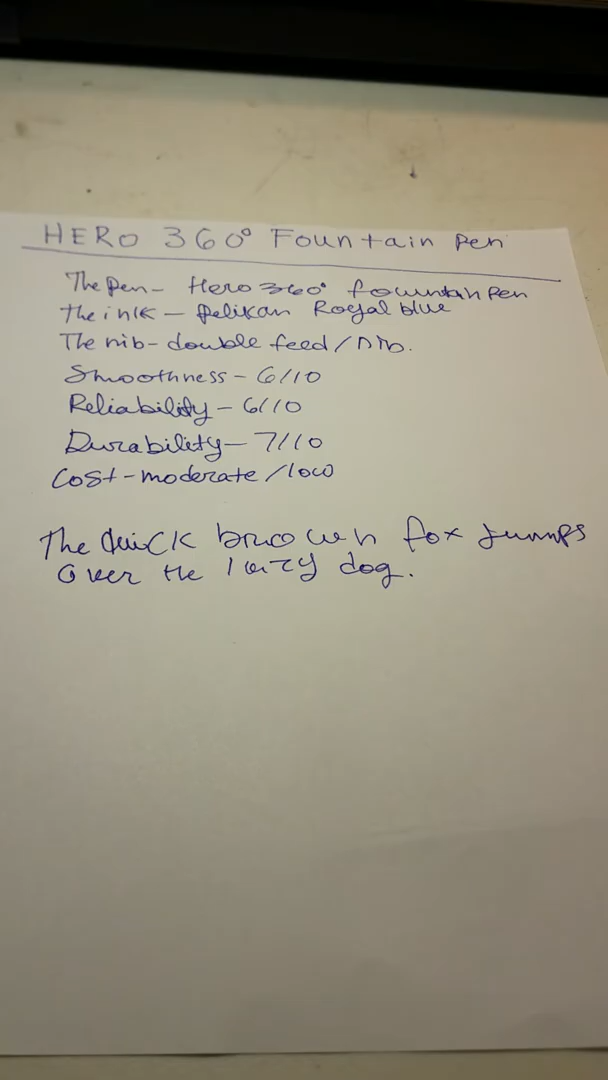 HERO 360° Fountain Pen
The Pen- Hero 360° fountain Pen
the ink - Pelikan Royal blue
The nib- double feed/nib.
Smoothness - 6/10
Reliability - 6/10
Durability - 7/10
Cost - moderate/low
The quick brown fox jumps
over the lazy dog.